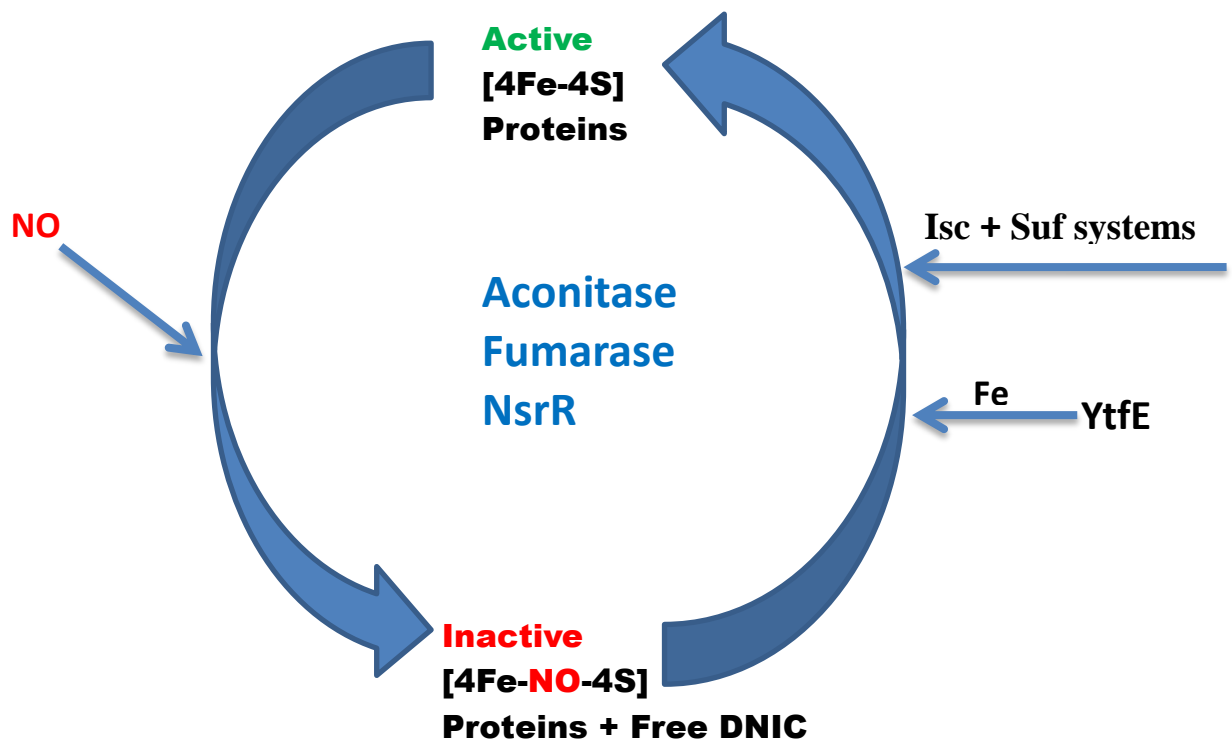 Active
[4Fe-4S]
Proteins
NO
Isc + Suf systems
Aconitase
Fumarase
NsrR
Fe
YtfE
Inactive
[4Fe-NO-4S]
Proteins + Free DNIC